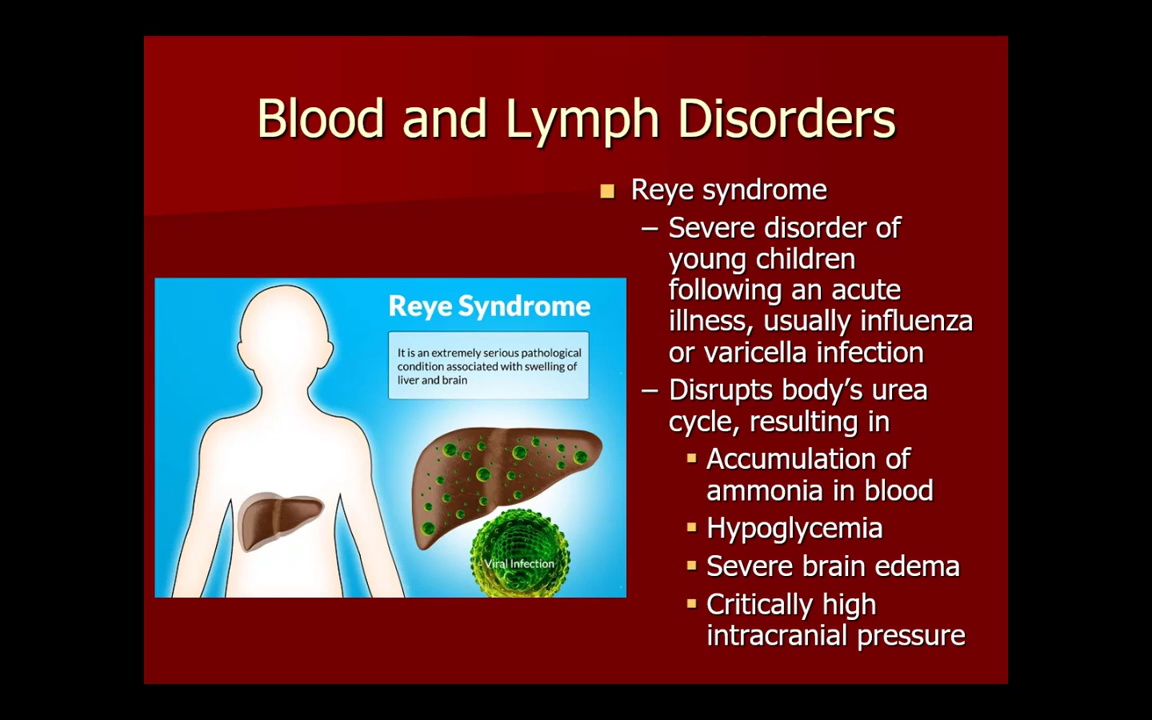 Blood and Lymph Disorders
Reye syndrome
– Severe disorder of
young children
following an acute
illness, usually influenza
or varicella infection
– Disrupts body’s urea
cycle, resulting in
Accumulation of
ammonia in blood
Hypoglycemia
Severe brain edema
Critically high
intracranial pressure
Reye Syndrome
It is an extremely serious pathological
condition associated with swelling of
liver and brain
Viral Infection